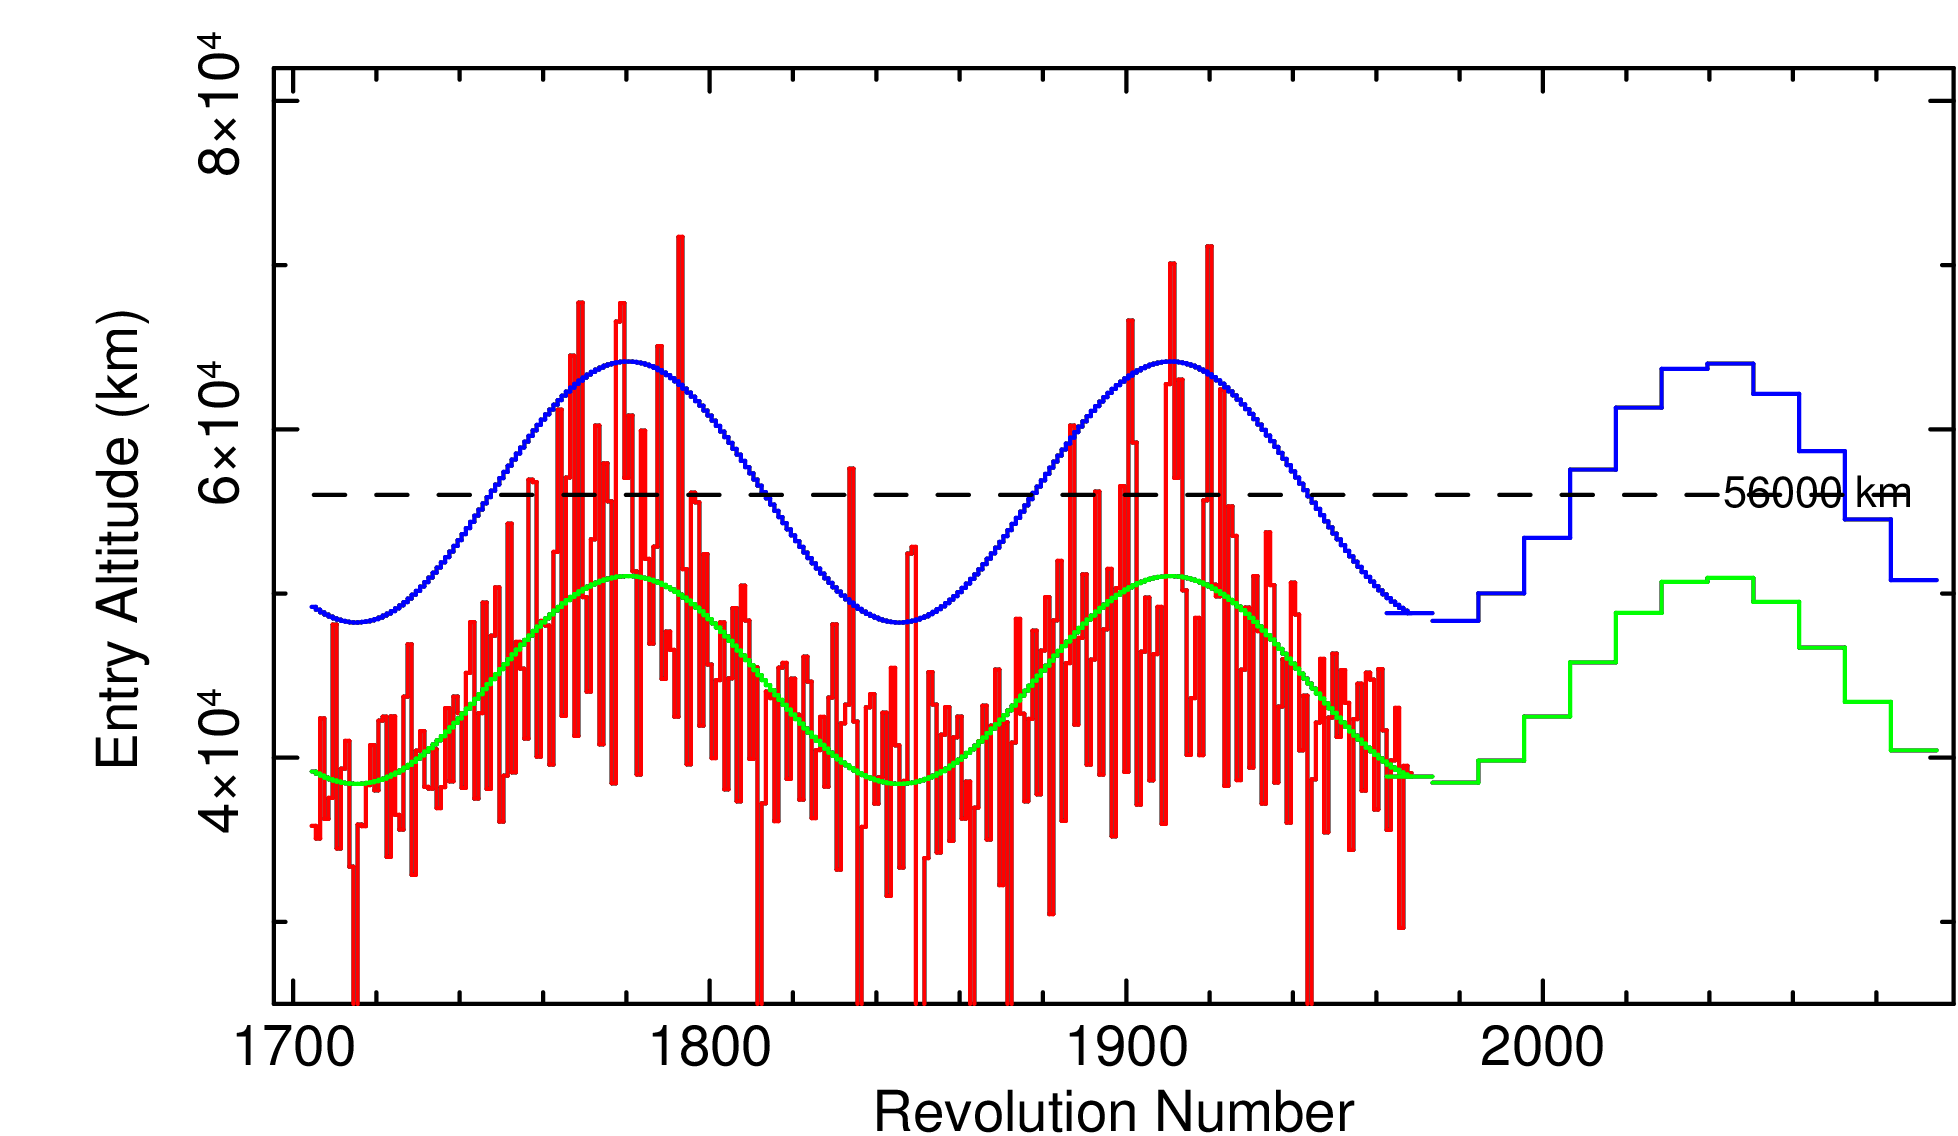 8×10⁴
6×10⁴
4×10⁴
Entry Altitude (km)
56000 km
1700 1800 1900 2000
Revolution Number